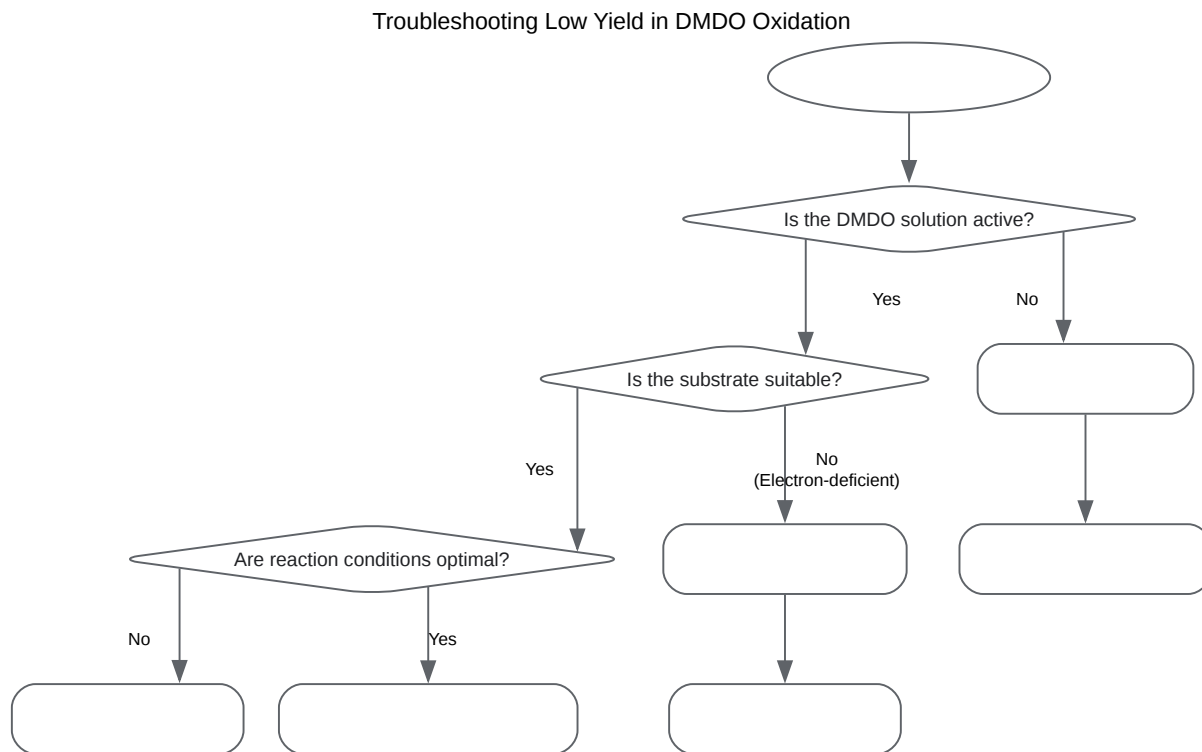 Troubleshooting Low Yield in DMDO Oxidation
Is the DMDO solution active?
Yes
No
Is the substrate suitable?
Yes
No
(Electron-deficient)
Are reaction conditions optimal?
No
Yes